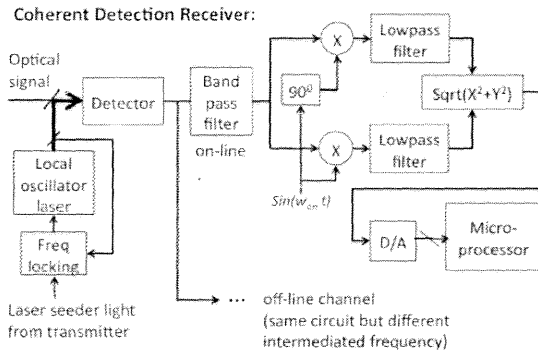 Coherent Detection Receiver:
Optical
signal
Detector
Band
pass
filter
on-line
X
90⁰
X
Lowpass
filter
Lowpass
filter
Sqrt(X²+Y²)
Sin(wₒₙ t)
Local
oscillator
laser
Freq
locking
Laser seeder light
from transmitter
D/A
Micro-
processor
... off-line channel
(same circuit but different
intermediated frequency)